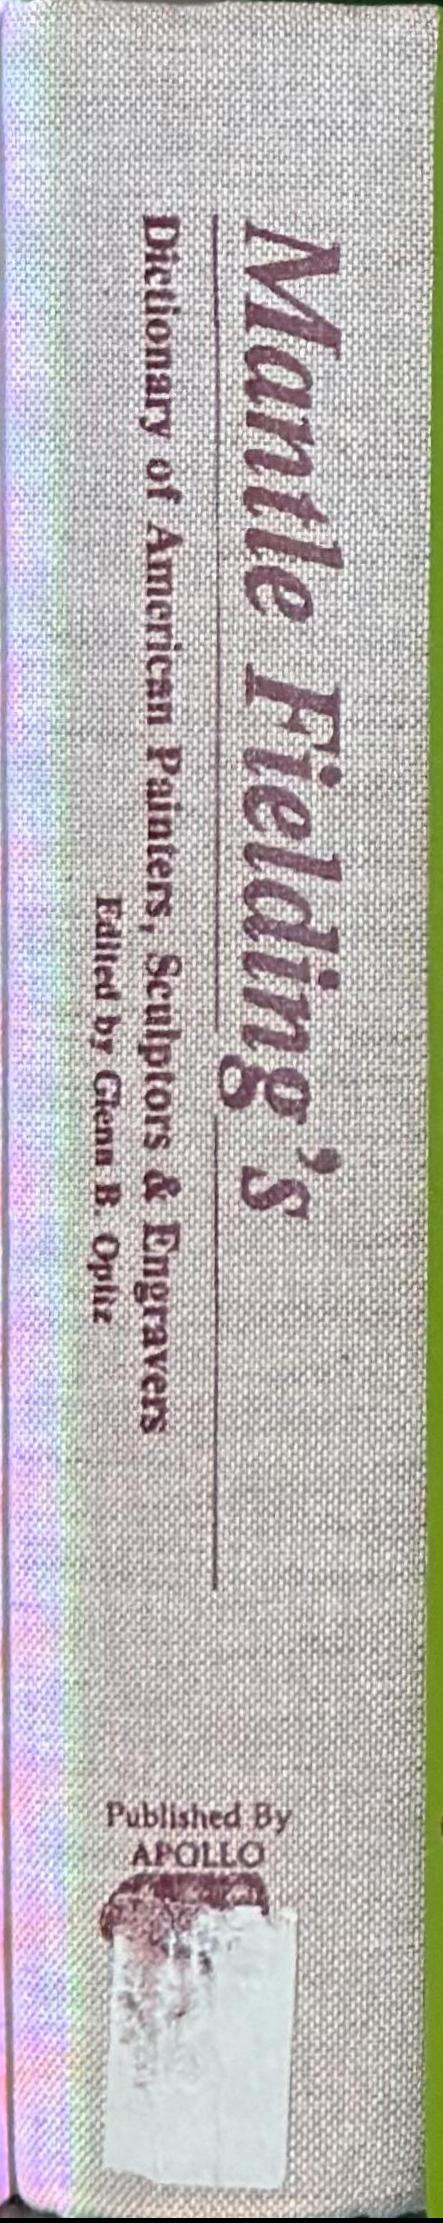 Mantle Fielding's
Dictionary of American Painters, Sculptors & Engravers
Edited by Glenn B. Opitz
Published By
APOLLO